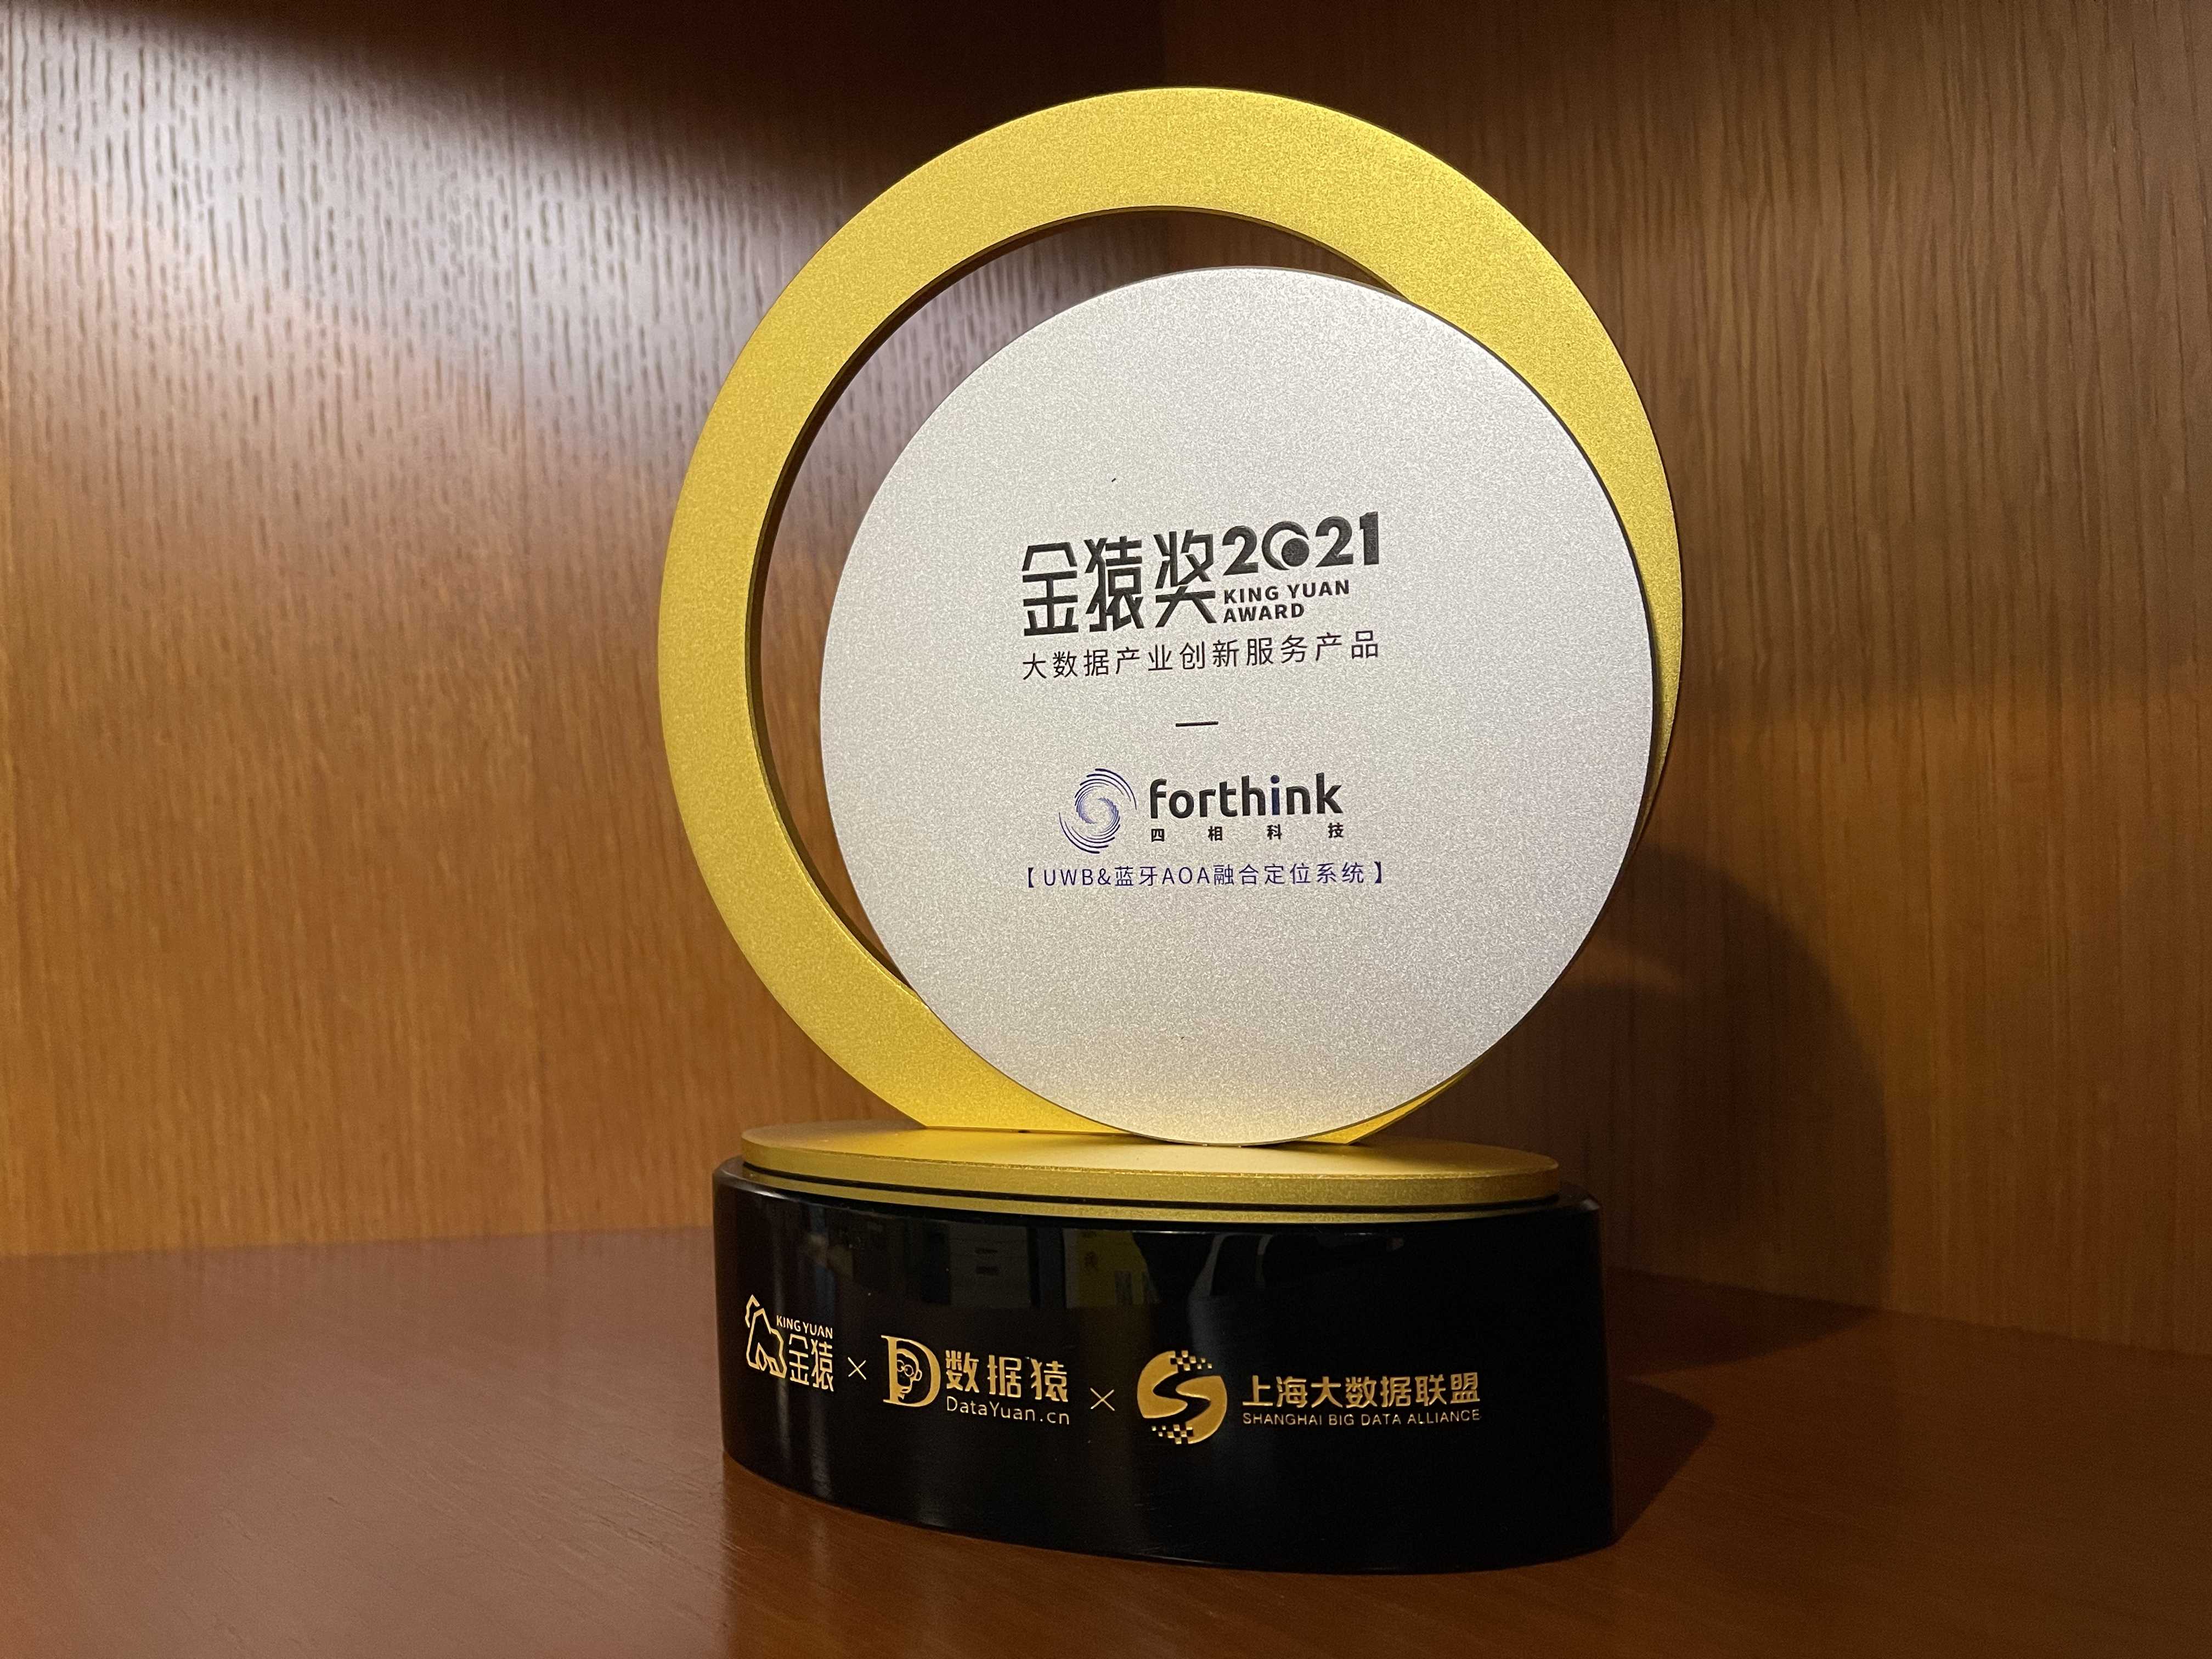 金猿奖2021
KING YUAN
AWARD
大数据产业创新服务产品
forthink
四相科技
【UWB&蓝牙AOA融合定位系统】
KING YUAN
金猿
×
数据猿
DataYuan.cn
×
上海大数据联盟
SHANGHAI BIG DATA ALLIANCE